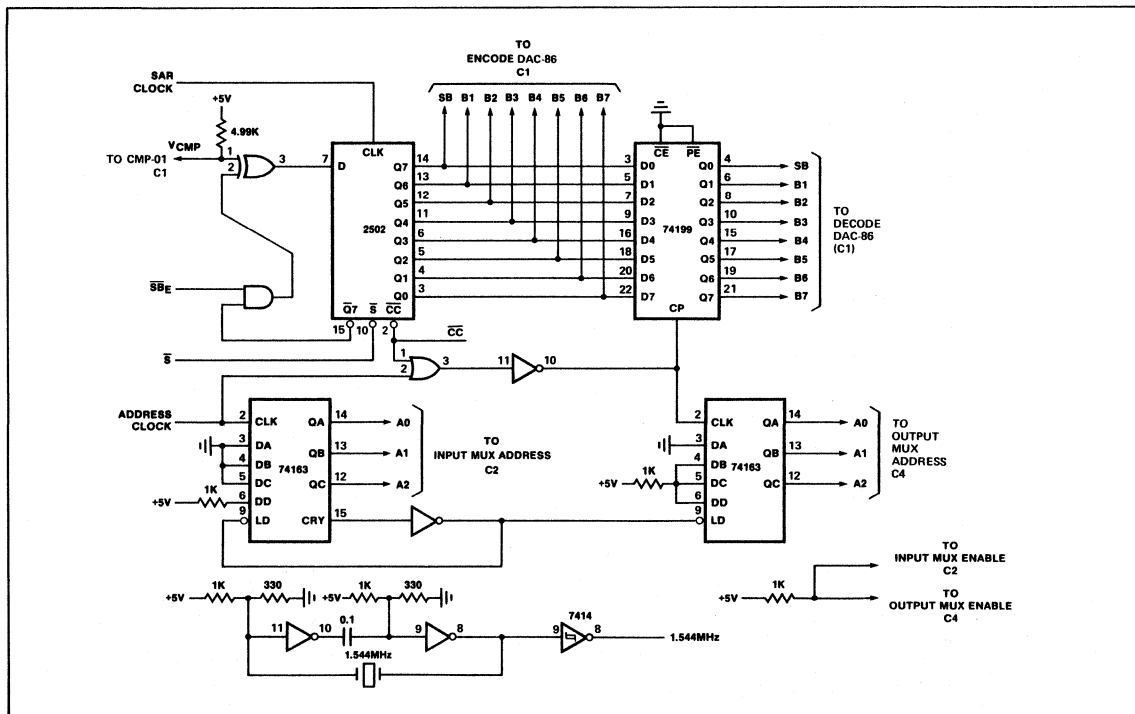 TO
ENCODE DAC-86
C1
SAR
CLOCK
+5V
4.99K
VCMP
TO CMP-01
C1
1
2
3
7
D
CLK
2502
Q7 14
Q6 13
Q5 12
Q4 11
Q3 6
Q2 5
Q1 4
Q0 3
SB B1 B2 B3 B4 B5 B6 B7
CE PE
3 D0 Q0 4 SB
5 D1 Q1 6 B1
7 D2 Q2 8 B2
9 D3 Q3 10 B3
74199
16 D4 Q4 15 B4
18 D5 Q5 17 B5
20 D6 Q6 19 B6
22 D7 Q7 21 B7
CP
TO
DECODE
DAC-86
(C1)
S̅B̅E
Q̅7 S̅ C̅C̅
15 10 2
C̅C̅
S̅
1
2
3
11 10
ADDRESS
CLOCK
2 CLK QA 14 A0
3 DA
4 DB QB 13 A1
74163
5 DC QC 12 A2
+5V 1K 6 DD
9 LD CRY 15
TO
INPUT MUX ADDRESS
C2
2 CLK QA 14 A0
3 DA
4 DB QB 13 A1
74163
+5V 1K 5 DC QC 12 A2
6 DD
9 LD
TO
OUTPUT
MUX
ADDRESS
C4
+5V 1K 330 +5V 1K 330
11 10 0.1 9 8
1.544MHz
7414
9 8 1.544MHz
+5V 1K
TO
INPUT MUX ENABLE
C2
TO
OUTPUT MUX ENABLE
C4